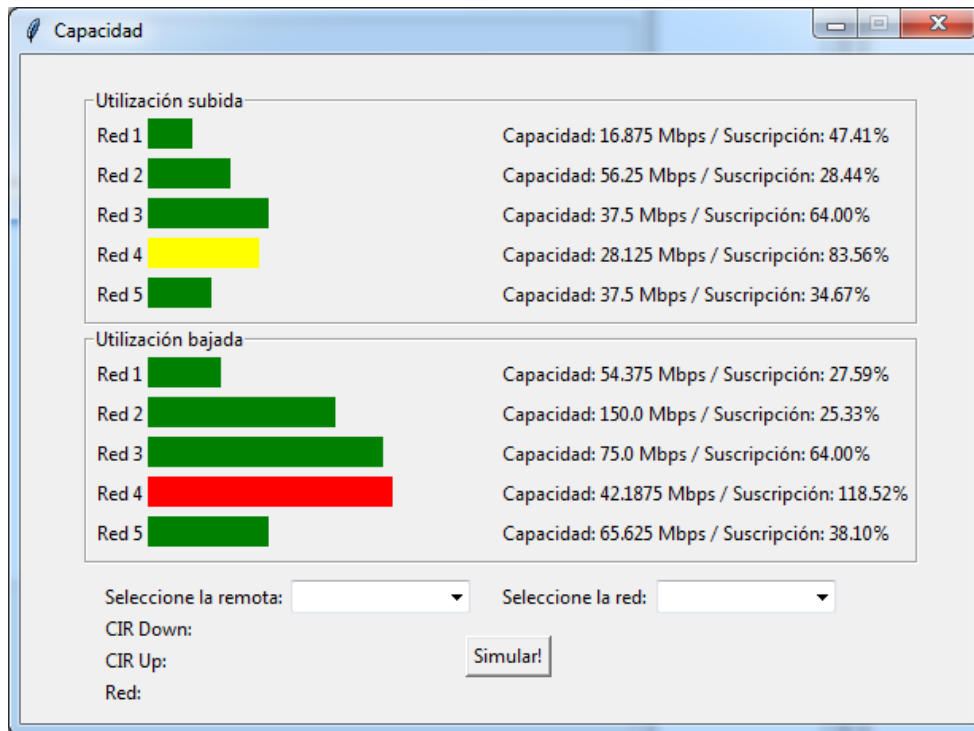 Capacidad
Utilización subida
Red 1 Capacidad: 16.875 Mbps / Suscripción: 47.41%
Red 2 Capacidad: 56.25 Mbps / Suscripción: 28.44%
Red 3 Capacidad: 37.5 Mbps / Suscripción: 64.00%
Red 4 Capacidad: 28.125 Mbps / Suscripción: 83.56%
Red 5 Capacidad: 37.5 Mbps / Suscripción: 34.67%
Utilización bajada
Red 1 Capacidad: 54.375 Mbps / Suscripción: 27.59%
Red 2 Capacidad: 150.0 Mbps / Suscripción: 25.33%
Red 3 Capacidad: 75.0 Mbps / Suscripción: 64.00%
Red 4 Capacidad: 42.1875 Mbps / Suscripción: 118.52%
Red 5 Capacidad: 65.625 Mbps / Suscripción: 38.10%
Seleccione la remota: Seleccione la red:
CIR Down:
CIR Up: Simular!
Red: